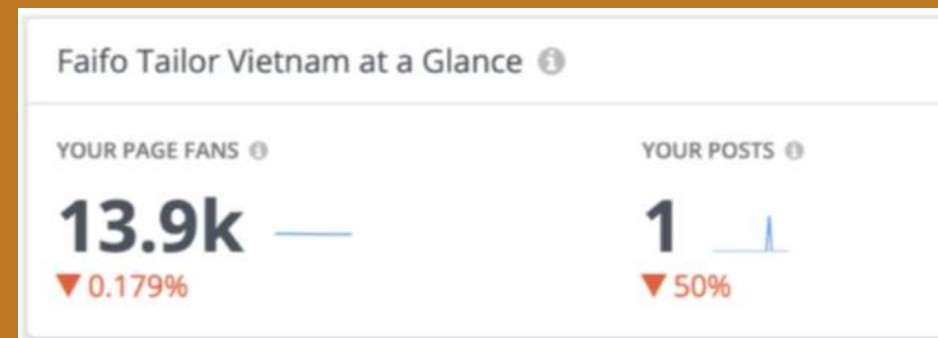 Faifo Tailor Vietnam at a Glance
YOUR PAGE FANS
YOUR POSTS
13.9k
1
▼ 0.179%
▼ 50%